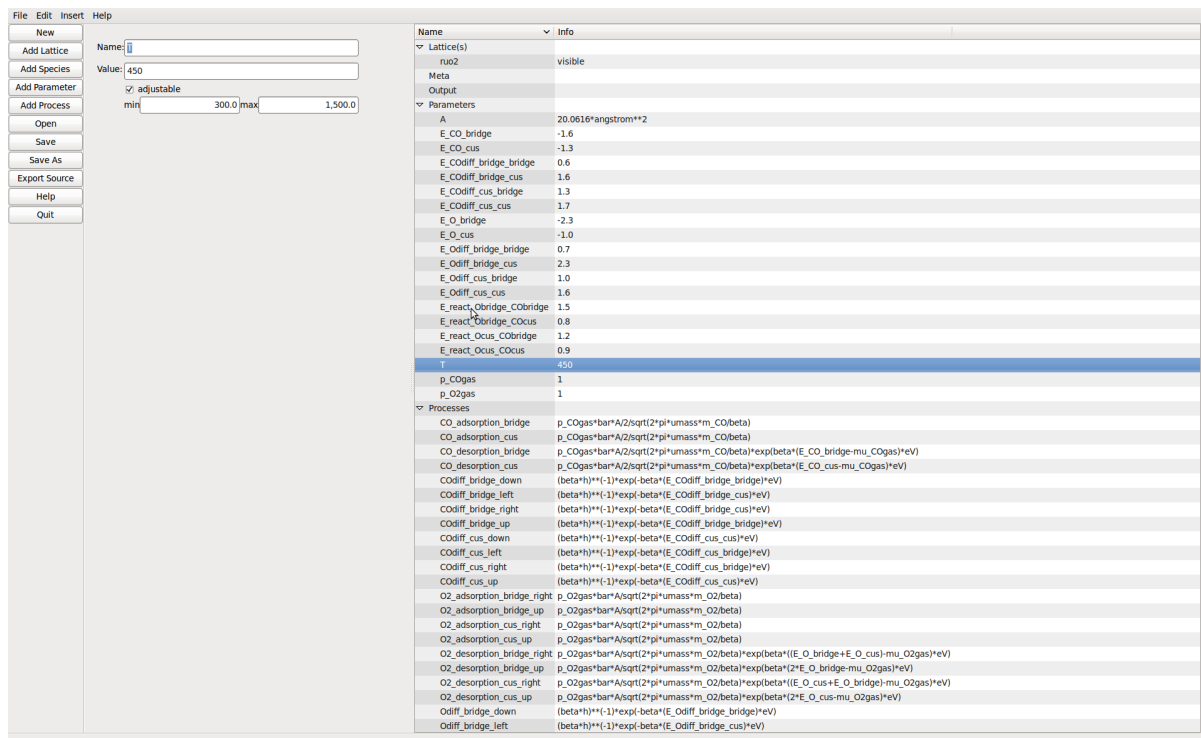 File Edit Insert Help
New
Add Lattice
Add Species
Add Parameter
Add Process
Open
Save
Save As
Export Source
Help
Quit
Name: T
Value: 450
adjustable
min 300.0 max 1,500.0
Name Info
Lattice(s)
ruo2 visible
Meta
Output
Parameters
A 20.0616*angstrom**2
E_CO_bridge -1.6
E_CO_cus -1.3
E_COdiff_bridge_bridge 0.6
E_COdiff_bridge_cus 1.6
E_COdiff_cus_bridge 1.3
E_COdiff_cus_cus 1.7
E_O_bridge -2.3
E_O_cus -1.0
E_Odiff_bridge_bridge 0.7
E_Odiff_bridge_cus 2.3
E_Odiff_cus_bridge 1.0
E_Odiff_cus_cus 1.6
E_react_Obridge_CObridge 1.5
E_react_Obridge_COcus 0.8
E_react_Ocus_CObridge 1.2
E_react_Ocus_COcus 0.9
T 450
p_COgas 1
p_O2gas 1
Processes
CO_adsorption_bridge p_COgas*bar*A/2/sqrt(2*pi*umass*m_CO/beta)
CO_adsorption_cus p_COgas*bar*A/2/sqrt(2*pi*umass*m_CO/beta)
CO_desorption_bridge p_COgas*bar*A/2/sqrt(2*pi*umass*m_CO/beta)*exp(beta*(E_CO_bridge-mu_COgas)*eV)
CO_desorption_cus p_COgas*bar*A/2/sqrt(2*pi*umass*m_CO/beta)*exp(beta*(E_CO_cus-mu_COgas)*eV)
COdiff_bridge_down (beta*h)**(-1)*exp(-beta*(E_COdiff_bridge_bridge)*eV)
COdiff_bridge_left (beta*h)**(-1)*exp(-beta*(E_COdiff_bridge_cus)*eV)
COdiff_bridge_right (beta*h)**(-1)*exp(-beta*(E_COdiff_bridge_cus)*eV)
COdiff_bridge_up (beta*h)**(-1)*exp(-beta*(E_COdiff_bridge_bridge)*eV)
COdiff_cus_down (beta*h)**(-1)*exp(-beta*(E_COdiff_cus_cus)*eV)
COdiff_cus_left (beta*h)**(-1)*exp(-beta*(E_COdiff_cus_bridge)*eV)
COdiff_cus_right (beta*h)**(-1)*exp(-beta*(E_COdiff_cus_bridge)*eV)
COdiff_cus_up (beta*h)**(-1)*exp(-beta*(E_COdiff_cus_cus)*eV)
O2_adsorption_bridge_right p_O2gas*bar*A/sqrt(2*pi*umass*m_O2/beta)
O2_adsorption_bridge_up p_O2gas*bar*A/sqrt(2*pi*umass*m_O2/beta)
O2_adsorption_cus_right p_O2gas*bar*A/sqrt(2*pi*umass*m_O2/beta)
O2_adsorption_cus_up p_O2gas*bar*A/sqrt(2*pi*umass*m_O2/beta)
O2_desorption_bridge_right p_O2gas*bar*A/sqrt(2*pi*umass*m_O2/beta)*exp(beta*((E_O_bridge+E_O_cus)-mu_O2gas)*eV)
O2_desorption_bridge_up p_O2gas*bar*A/sqrt(2*pi*umass*m_O2/beta)*exp(beta*(2*E_O_bridge-mu_O2gas)*eV)
O2_desorption_cus_right p_O2gas*bar*A/sqrt(2*pi*umass*m_O2/beta)*exp(beta*((E_O_cus+E_O_bridge)-mu_O2gas)*eV)
O2_desorption_cus_up p_O2gas*bar*A/sqrt(2*pi*umass*m_O2/beta)*exp(beta*(2*E_O_cus-mu_O2gas)*eV)
Odiff_bridge_down (beta*h)**(-1)*exp(-beta*(E_Odiff_bridge_bridge)*eV)
Odiff_bridge_left (beta*h)**(-1)*exp(-beta*(E_Odiff_bridge_cus)*eV)